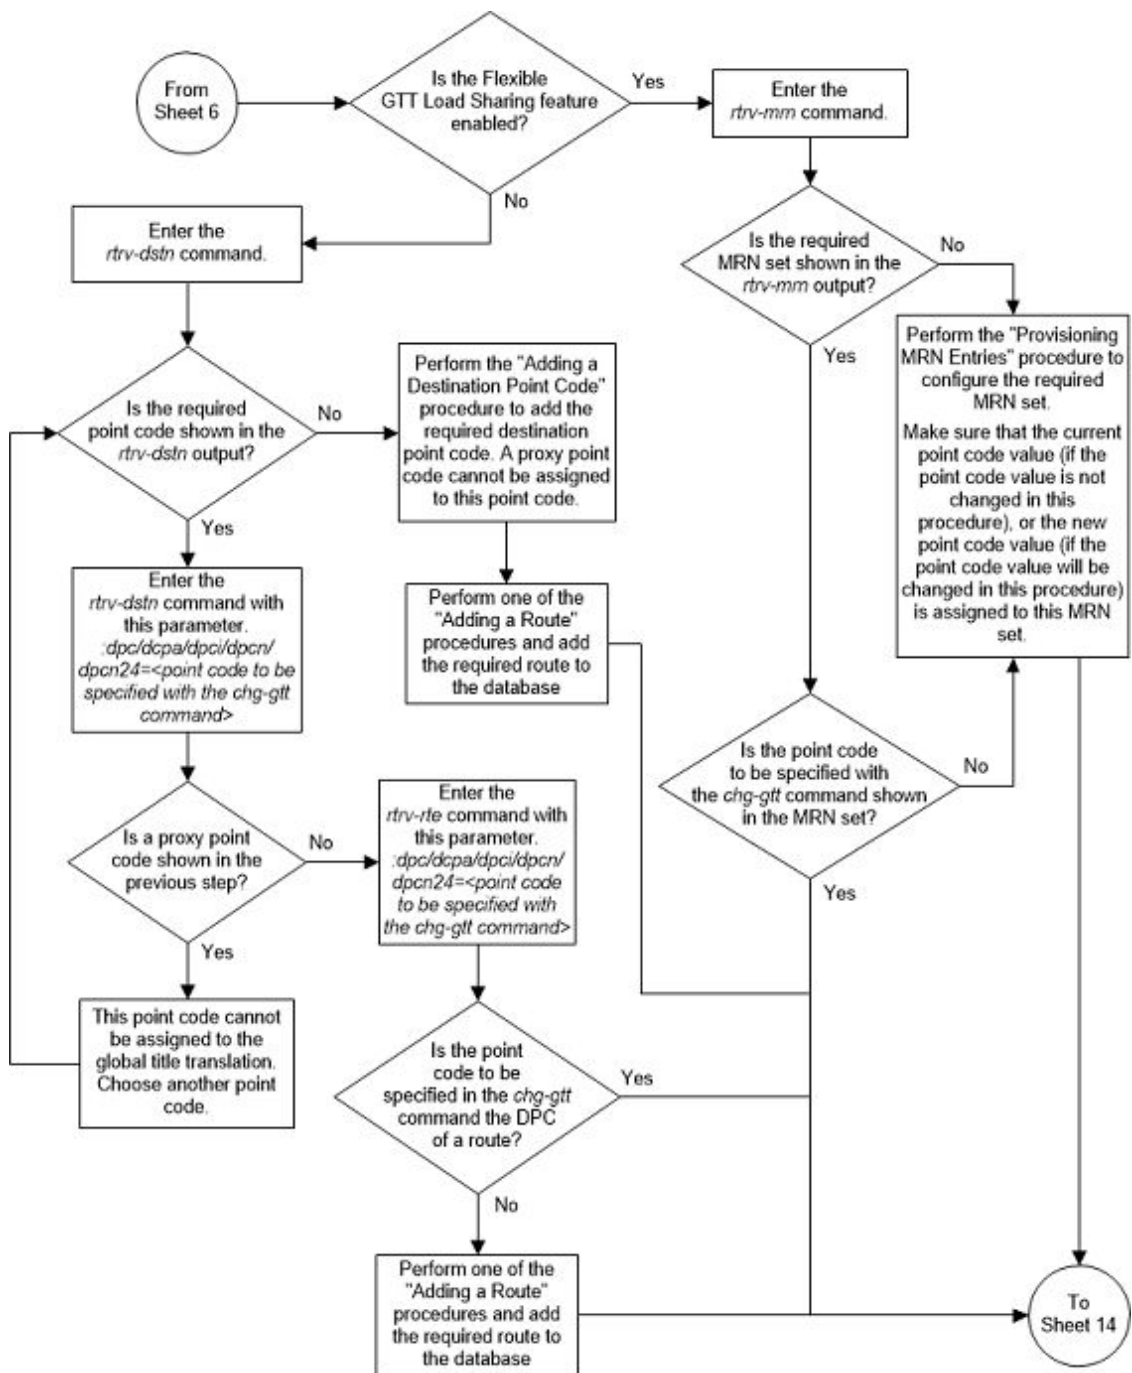 From
Sheet 6
Is the Flexible
GTT Load Sharing feature
enabled?
Yes
Enter the
rtrv-mrn command.
No
Enter the
rtrv-dstn command.
Is the required
MRN set shown in the
rtrv-mrn output?
No
Yes
Perform the "Provisioning
MRN Entries" procedure to
configure the required
MRN set.
Make sure that the current
point code value (if the
point code value is not
changed in this
procedure), or the new
point code value (if the
point code value will be
changed in this procedure)
is assigned to this MRN
set.
Is the required
point code shown in the
rtrv-dstn output?
No
Yes
Perform the "Adding a
Destination Point Code"
procedure to add the
required destination
point code. A proxy point
code cannot be assigned
to this point code.
Perform one of the
"Adding a Route"
procedures and add
the required route to
the database
Enter the
rtrv-dstn command with
this parameter.
:dpc/dcpa/dpci/dpcn/
dpcn24=<point code to be
specified with the chg-gtt
command>
Is the point code
to be specified with
the chg-gtt command shown
in the MRN set?
No
Yes
Is a proxy point
code shown in the
previous step?
No
Yes
Enter the
rtrv-rte command with
this parameter.
:dpc/dcpa/dpci/dpcn/
dpcn24=<point code
to be specified with
the chg-gtt command>
This point code cannot
be assigned to the
global title translation.
Choose another point
code.
Is the point
code to be
specified in the chg-gtt
command the DPC
of a route?
Yes
No
Perform one of the
"Adding a Route"
procedures and add
the required route to
the database
To
Sheet 14